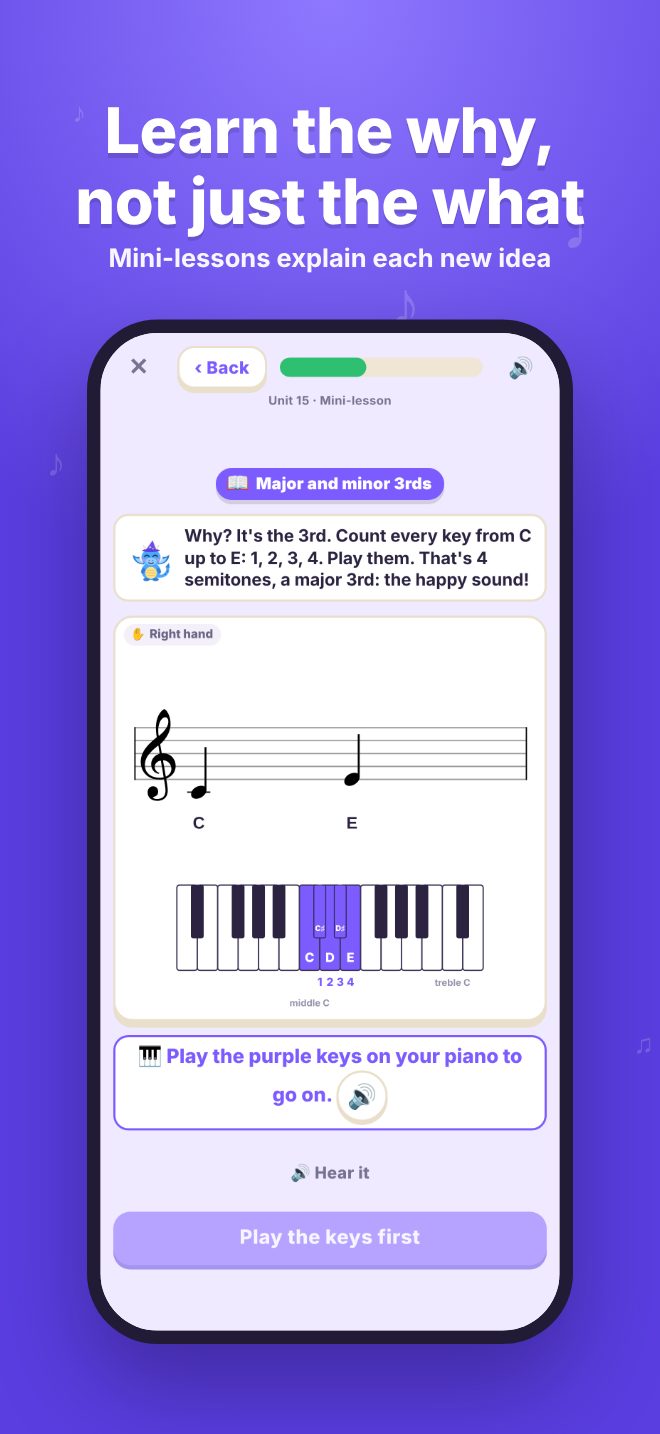 Learn the why,
not just the what
Mini-lessons explain each new idea
✕
‹ Back
Unit 15 · Mini-lesson
📖 Major and minor 3rds
Why? It's the 3rd. Count every key from C
up to E: 1, 2, 3, 4. Play them. That's 4
semitones, a major 3rd: the happy sound!
✋ Right hand
C E
C♯ D♯
C D E
1 2 3 4
treble C
middle C
🎹 Play the purple keys on your piano to
go on. 🔊
🔊 Hear it
Play the keys first